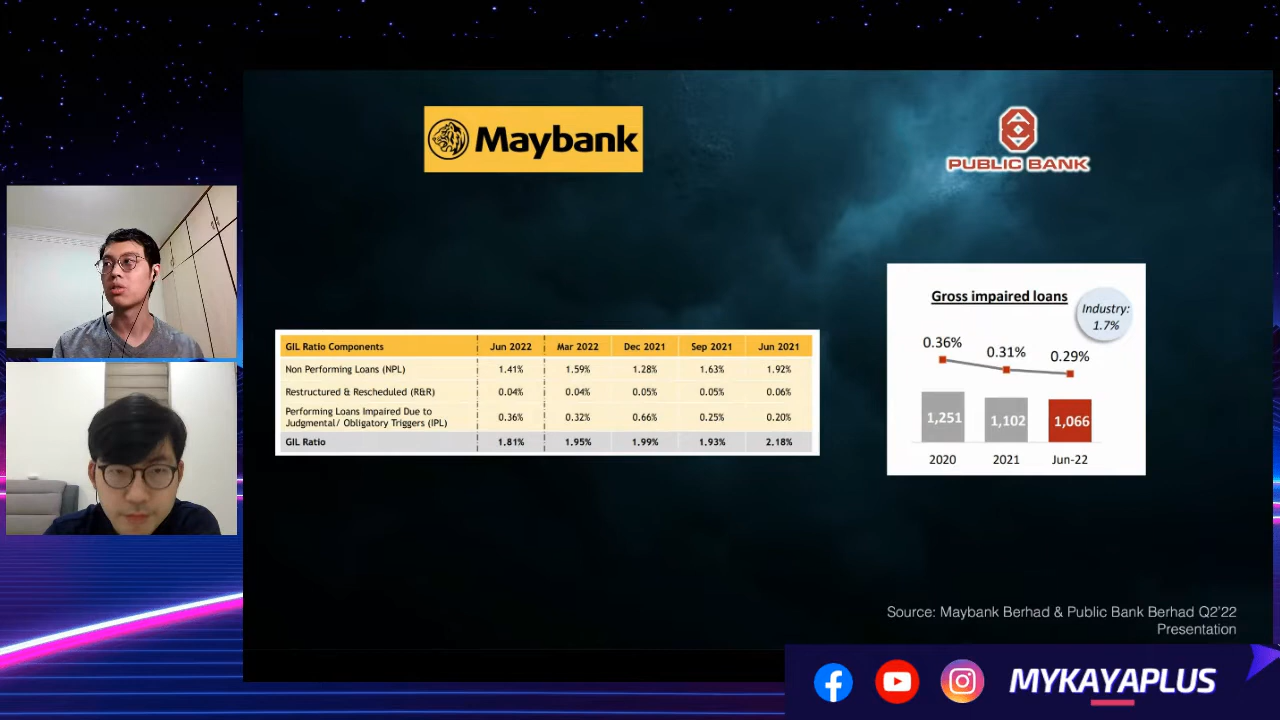 Maybank
PUBLIC BANK
GIL Ratio Components Jun 2022 Mar 2022 Dec 2021 Sep 2021 Jun 2021
Non Performing Loans (NPL) 1.41% 1.59% 1.28% 1.63% 1.92%
Restructured & Rescheduled (R&R) 0.04% 0.04% 0.05% 0.05% 0.06%
Performing Loans Impaired Due to
Judgmental/ Obligatory Triggers (IPL) 0.36% 0.32% 0.66% 0.25% 0.20%
GIL Ratio 1.81% 1.95% 1.99% 1.93% 2.18%
Gross impaired loans
Industry:
1.7%
0.36% 0.31% 0.29%
1,251 1,102 1,066
2020 2021 Jun-22
Source: Maybank Berhad & Public Bank Berhad Q2'22
Presentation
MYKAYAPLUS